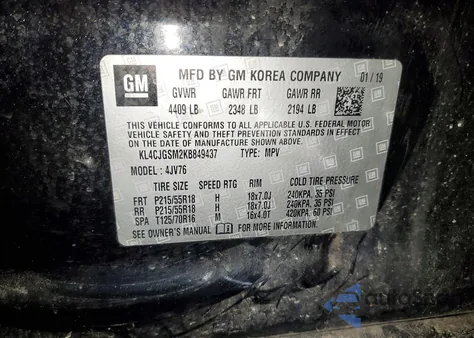 GM
MFD BY GM KOREA COMPANY 01/19
GVWR GAWR FRT GAWR RR
4409 LB 2348 LB 2194 LB
THIS VEHICLE CONFORMS TO ALL APPLICABLE U.S. FEDERAL MOTOR
VEHICLE SAFETY, BUMPER, AND THEFT PREVENTION STANDARDS IN EFFECT
ON THE DATE OF MANUFACTURE SHOWN ABOVE.
KL4CJGSM2KB849437 TYPE: MPV
MODEL: 4JV76
TIRE SIZE SPEED RTG RIM COLD TIRE PRESSURE
FRT P215/55R18 H 18x7.0J 240KPA, 35 PSI
RR P215/55R18 H 18x7.0J 240KPA, 35 PSI
SPA T125/70R16 M 16x4.0T 420KPA, 60 PSI
SEE OWNER'S MANUAL FOR MORE INFORMATION.